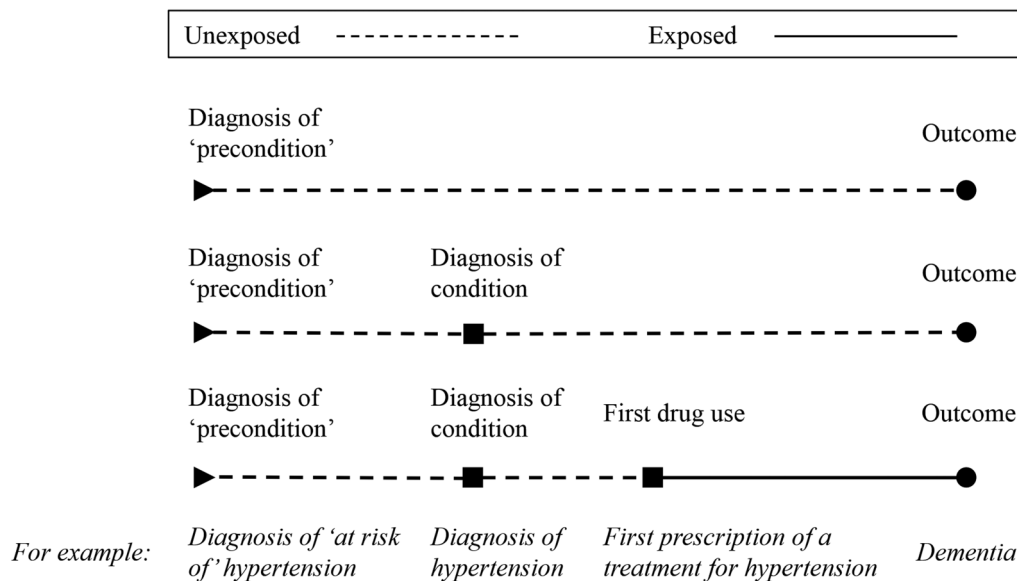 Unexposed Exposed
Diagnosis of
‘precondition’ Outcome
Diagnosis of Diagnosis of
‘precondition’ condition Outcome
Diagnosis of Diagnosis of
‘precondition’ condition First drug use Outcome
For example: Diagnosis of ‘at risk Diagnosis of First prescription of a Dementia
of’ hypertension hypertension treatment for hypertension